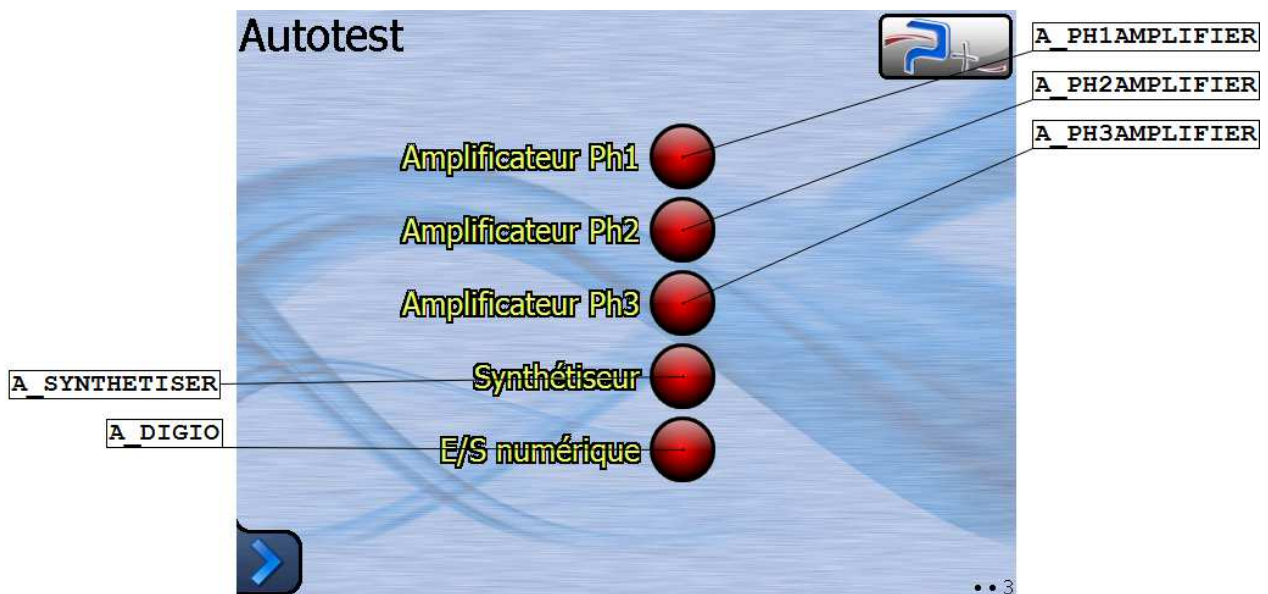 Autotest
A_PH1AMPLIFIER
A_PH2AMPLIFIER
A_PH3AMPLIFIER
Amplificateur Ph1
Amplificateur Ph2
Amplificateur Ph3
A_SYNTHETISER
Synthétiseur
A_DIGIO
E/S numérique
••3